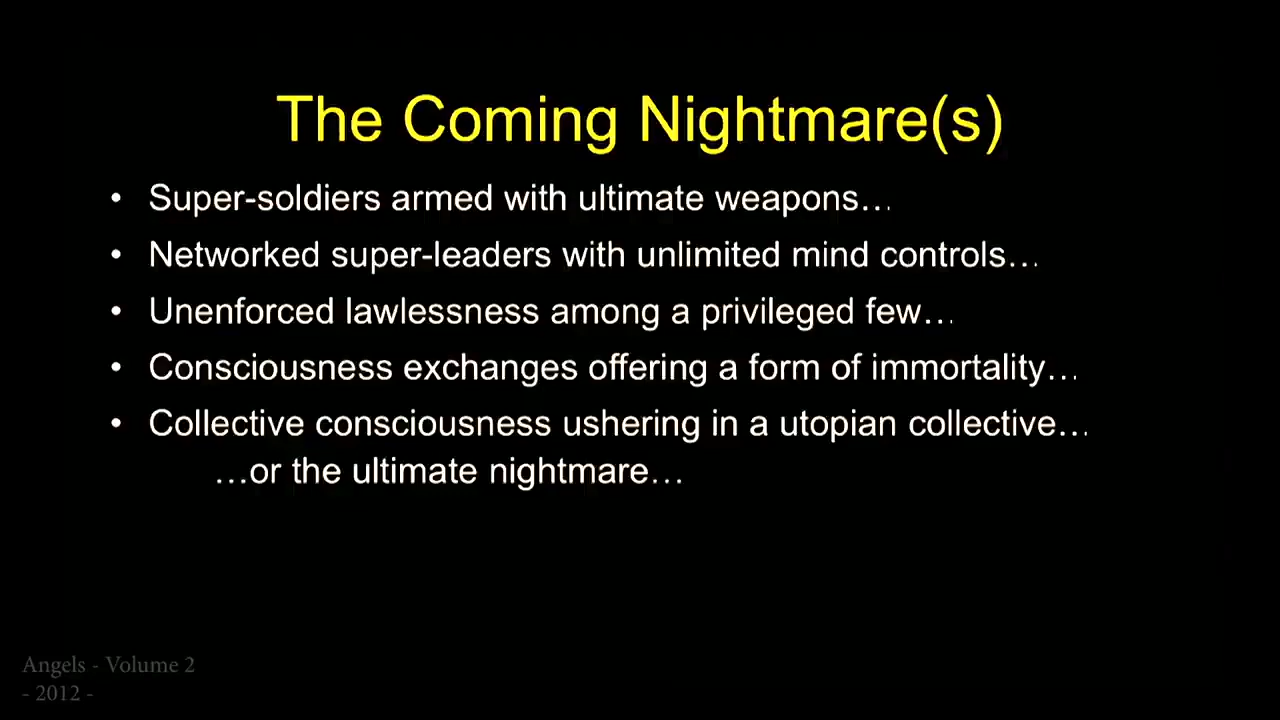 The Coming Nightmare(s)
• Super-soldiers armed with ultimate weapons…
• Networked super-leaders with unlimited mind controls…
• Unenforced lawlessness among a privileged few…
• Consciousness exchanges offering a form of immortality…
• Collective consciousness ushering in a utopian collective…
…or the ultimate nightmare…
Angels - Volume 2
- 2012 -